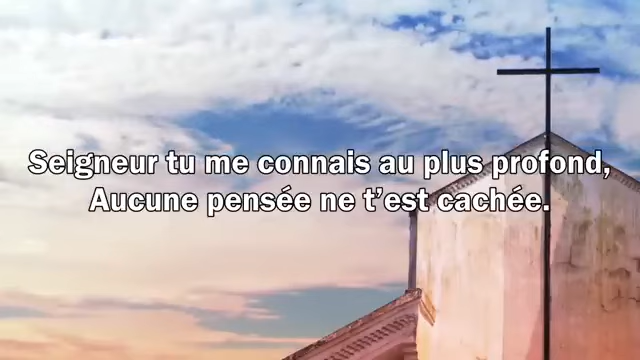 Seigneur tu me connais au plus profond,
Aucune pensée ne t’est cachée.